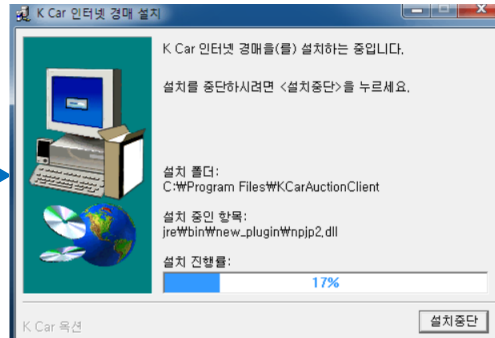 K Car 인터넷 경매 설치
K Car 인터넷 경매을(를) 설치하는 중입니다.
설치를 중단하시려면 <설치중단>을 누르세요.
설치 폴더:
C:₩Program Files₩KCarAuctionClient
설치 중인 항목:
jre₩bin₩new_plugin₩npjp2.dll
설치 진행률:
17%
K Car 옥션
설치중단